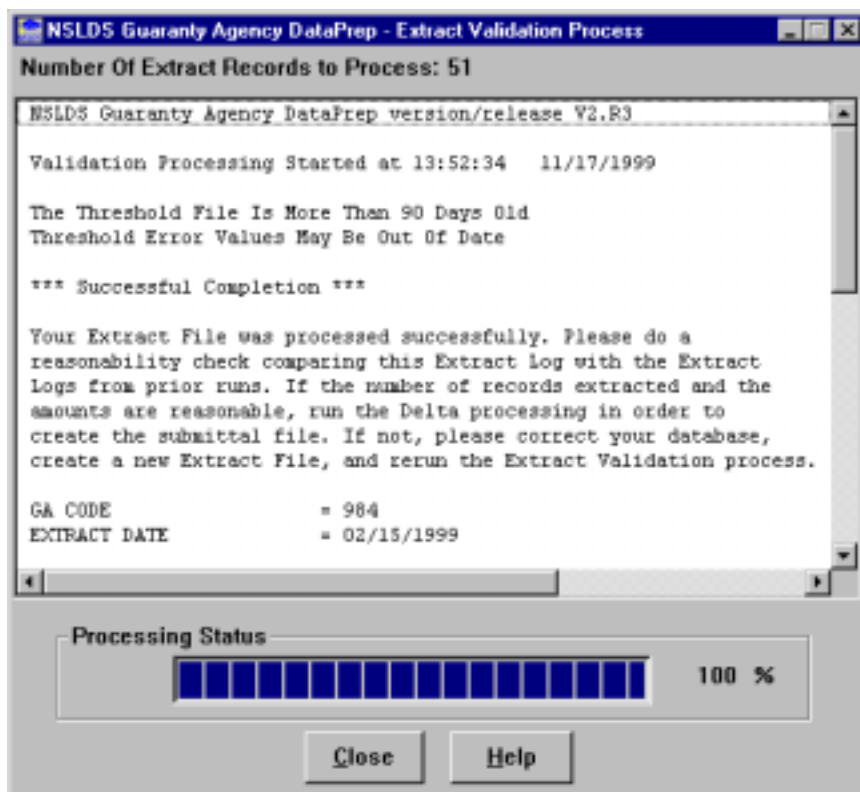 NSLDS Guaranty Agency DataPrep - Extract Validation Process
Number Of Extract Records to Process: 51
NSLDS Guaranty Agency DataPrep version/release V2.R3
Validation Processing Started at 13:52:34 11/17/1999
The Threshold File Is More Than 90 Days Old
Threshold Error Values May Be Out Of Date
*** Successful Completion ***
Your Extract File was processed successfully. Please do a
reasonability check comparing this Extract Log with the Extract
Logs from prior runs. If the number of records extracted and the
amounts are reasonable, run the Delta processing in order to
create the submittal file. If not, please correct your database,
create a new Extract File, and rerun the Extract Validation process.
GA CODE = 984
EXTRACT DATE = 02/15/1999
Processing Status
100 %
Close Help